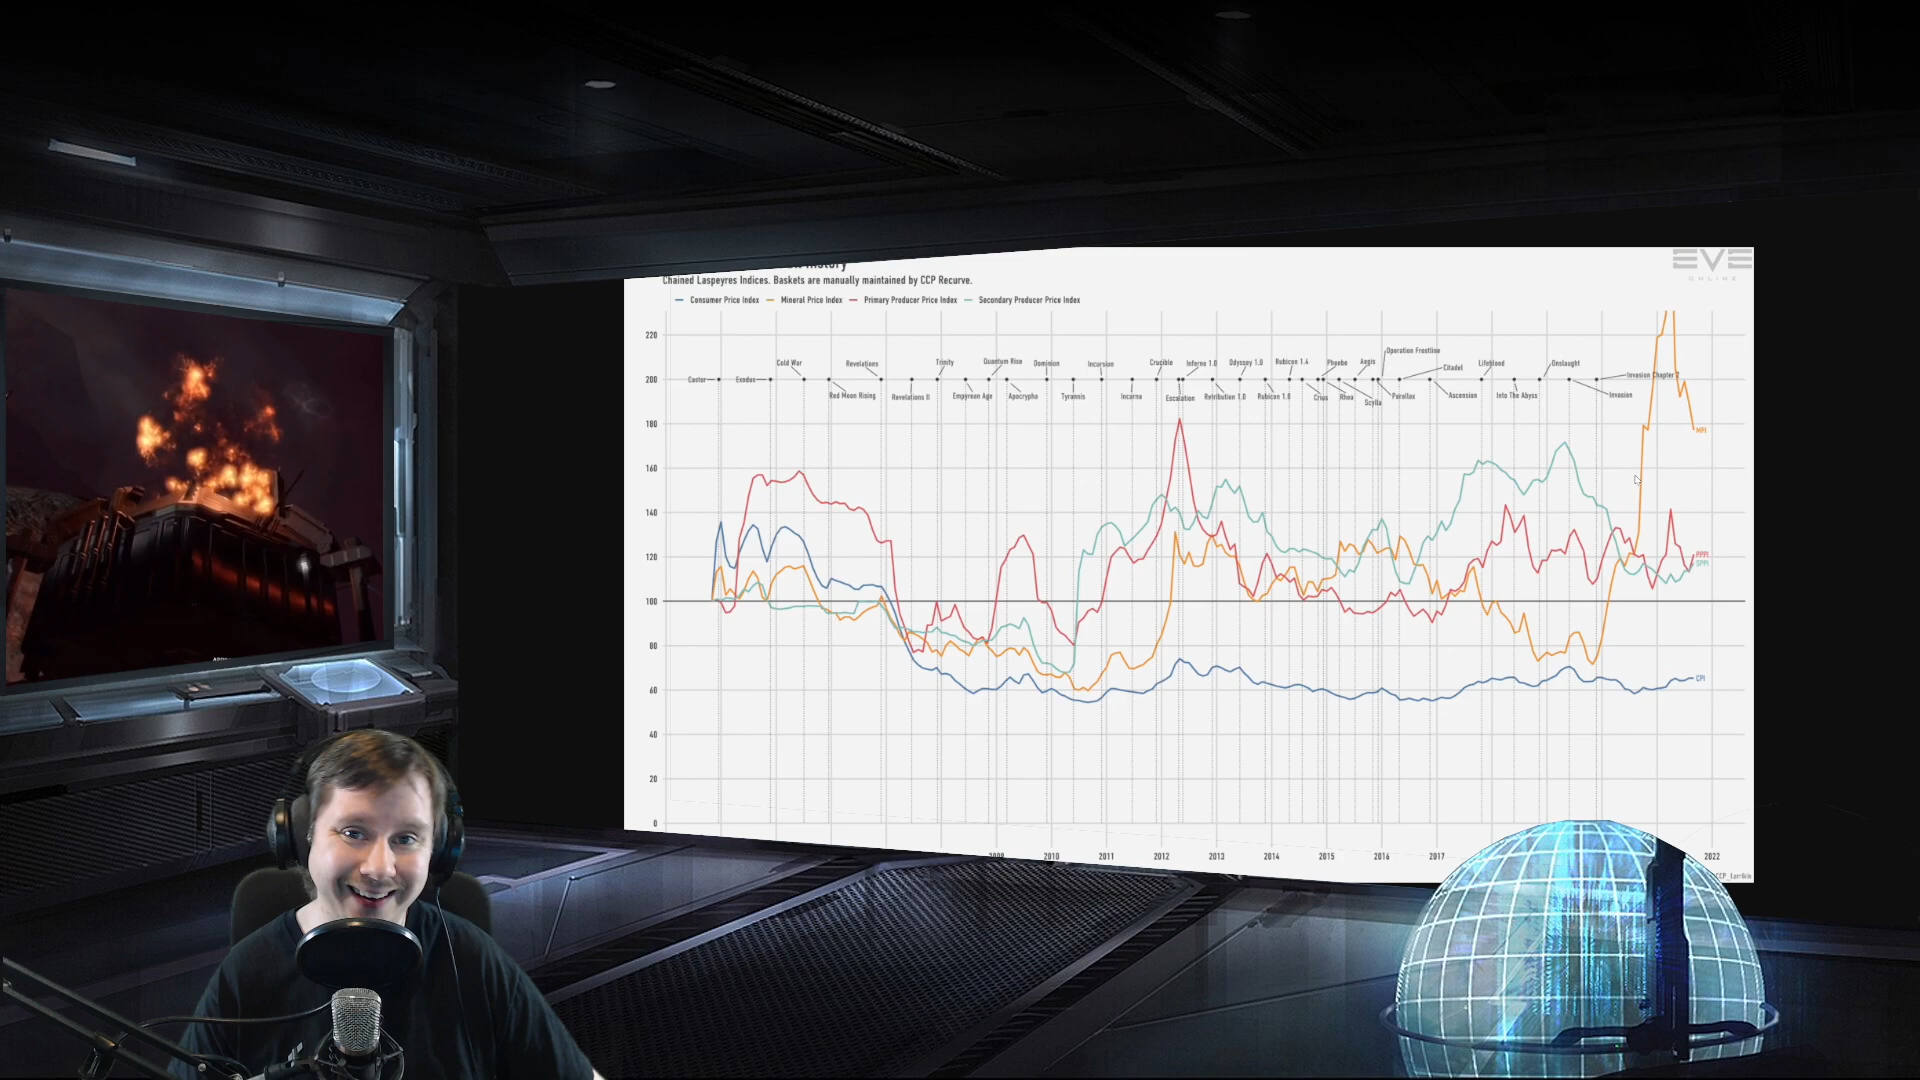 EVE
ONLINE
History
Chained Laspeyres Indices. Baskets are manually maintained by CCP Recurve.
Consumer Price Index Mineral Price Index Primary Producer Price Index Secondary Producer Price Index
220
Operation Frostline
Cold War Revelations Trinity Quantum Rise Dominion Incursion Crucible Inferno 1.0 Odyssey 1.0 Rubicon 1.4 Phoebe Aegis Citadel Lifeblood Onslaught
Invasion Chapter 2
200 Castor Exodus
Red Moon Rising Revelations II Empyrean Age Apocrypha Tyrannis Incarna Escalation Retribution 1.0 Rubicon 1.0 Crius Rhea Scylla Parallax Ascension Into The Abyss Invasion
180
MPI
160
140
120
PPPI
SPPI
100
80
CPI
60
40
20
0
2009 2010 2011 2012 2013 2014 2015 2016 2017 2022
CCP_Larrikin